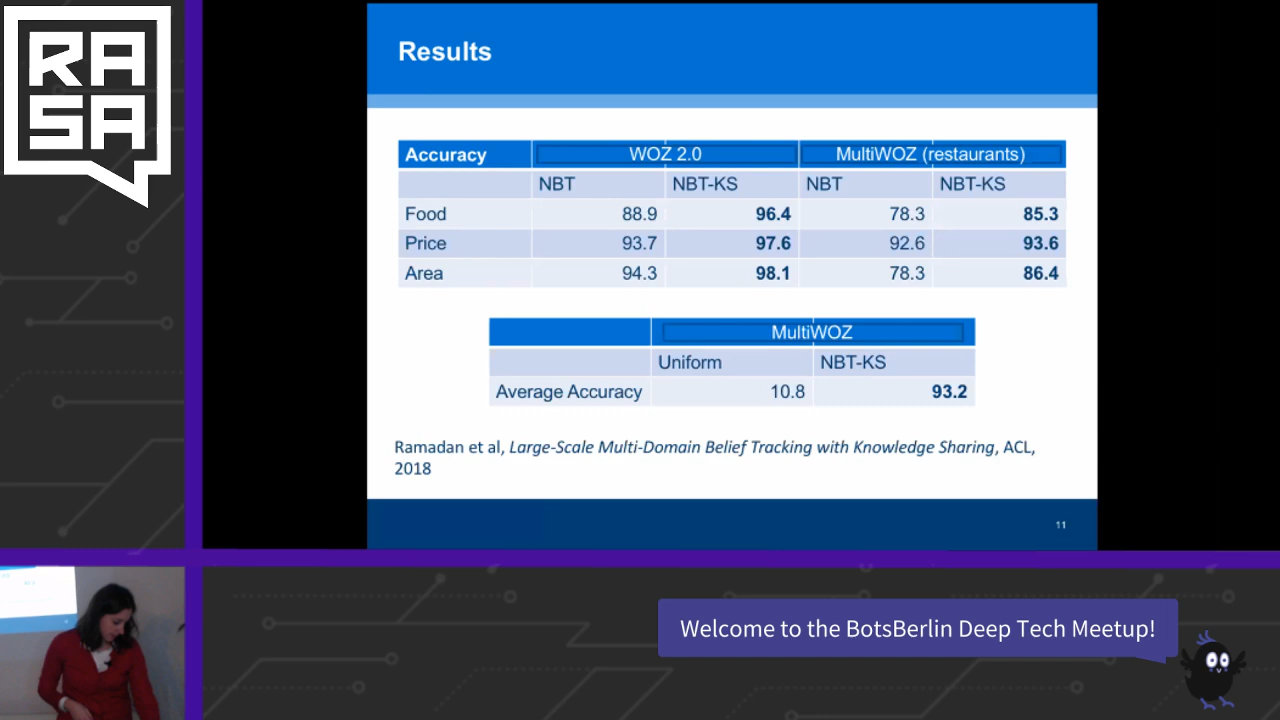 RA
SA
Results
Accuracy WOZ 2.0 MultiWOZ (restaurants)
NBT NBT-KS NBT NBT-KS
Food 88.9 96.4 78.3 85.3
Price 93.7 97.6 92.6 93.6
Area 94.3 98.1 78.3 86.4
MultiWOZ
Uniform NBT-KS
Average Accuracy 10.8 93.2
Ramadan et al, Large-Scale Multi-Domain Belief Tracking with Knowledge Sharing, ACL,
2018
11
Welcome to the BotsBerlin Deep Tech Meetup!